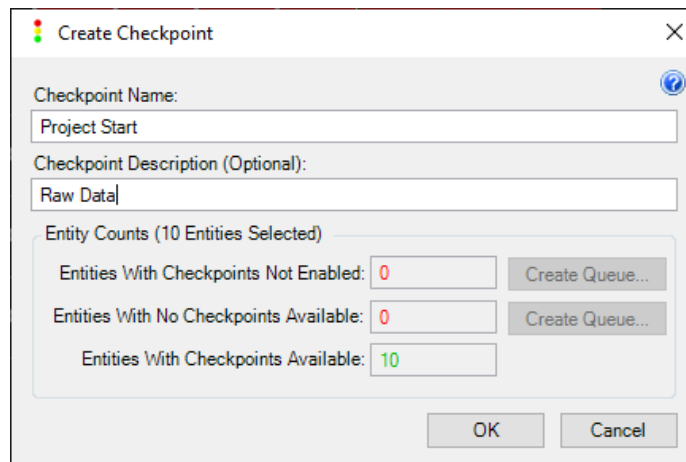 Create Checkpoint
Checkpoint Name:
Project Start
Checkpoint Description (Optional):
Raw Data
Entity Counts (10 Entities Selected)
Entities With Checkpoints Not Enabled: 0 Create Queue...
Entities With No Checkpoints Available: 0 Create Queue...
Entities With Checkpoints Available: 10
OK Cancel